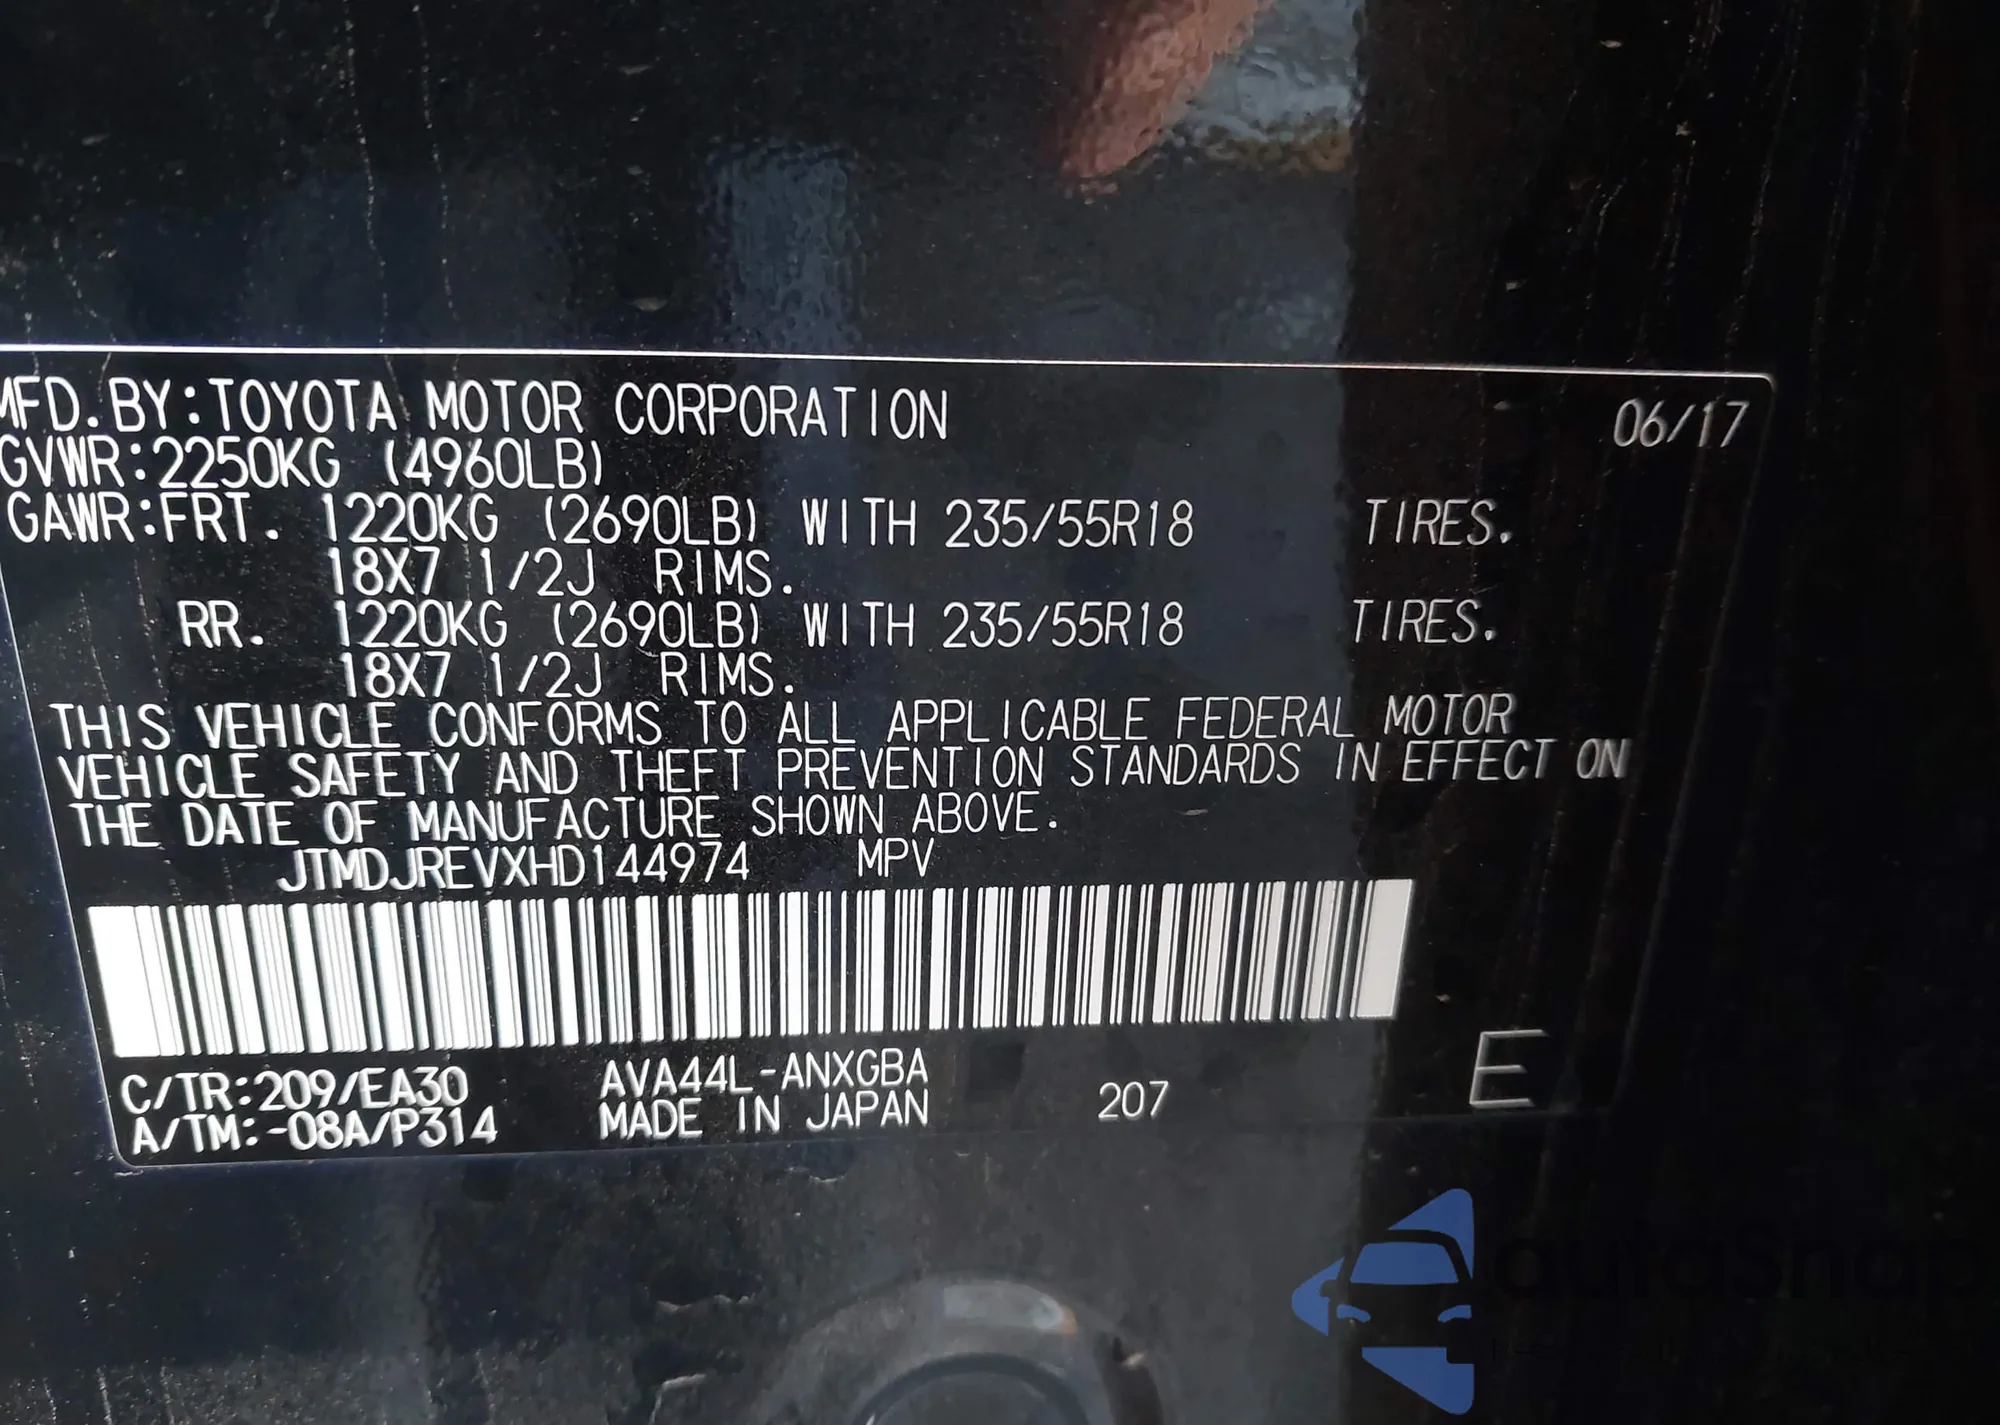 MFD. BY:TOYOTA MOTOR CORPORATION 06/17
GVWR:2250KG (4960LB)
GAWR:FRT. 1220KG (2690LB) WITH 235/55R18 TIRES.
18X7 1/2J RIMS.
RR. 1220KG (2690LB) WITH 235/55R18 TIRES.
18X7 1/2J RIMS.
THIS VEHICLE CONFORMS TO ALL APPLICABLE FEDERAL MOTOR
VEHICLE SAFETY AND THEFT PREVENTION STANDARDS IN EFFECT ON
THE DATE OF MANUFACTURE SHOWN ABOVE.
JTMDJREVXHD144974 MPV
C/TR:209/EA30 AVA44L-ANXGBA 207 E
A/TM:-08A/P314 MADE IN JAPAN
autosnap